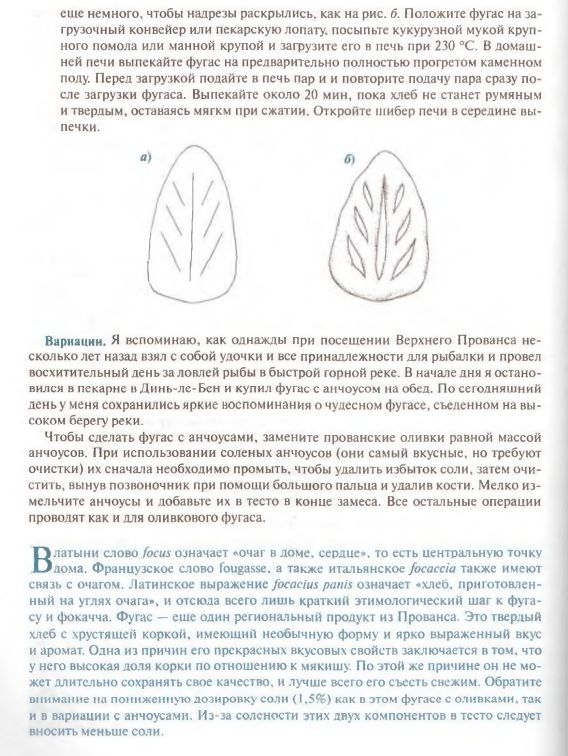 еще немного, чтобы надрезы раскрылись, как на рис. б. Положите фугас на за-
грузочный конвейер или пекарскую лопату, посыпьте кукурузной мукой круп-
ного помола или манной крупой и загрузите его в печь при 230 °С. В домаш-
ней печи выпекайте фугас на предварительно полностью прогретом каменном
поду. Перед загрузкой подайте в печь пар и и повторите подачу пара сразу по-
сле загрузки фугаса. Выпекайте около 20 мин, пока хлеб не станет румяным
и твердым, оставаясь мягкм при сжатии. Откройте шибер печи в середине вы-
печки.
а) б)
Вариации. Я вспоминаю, как однажды при посещении Верхнего Прованса не-
сколько лет назад взял с собой удочки и все принадлежности для рыбалки и провел
восхитительный день за ловлей рыбы в быстрой горной реке. В начале дня я остано-
вился в пекарне в Динь-ле-Бен и купил фугас с анчоусом на обед. По сегодняшний
день у меня сохранились яркие воспоминания о чудесном фугасе, съеденном на вы-
соком берегу реки.
Чтобы сделать фугас с анчоусами, замените прованские оливки равной массой
анчоусов. При использовании соленых анчоусов (они самый вкусные, но требуют
очистки) их сначала необходимо промыть, чтобы удалить избыток соли, затем очи-
стить, вынув позвоночник при помощи большого пальца и удалив кости. Мелко из-
мельчите анчоусы и добавьте их в тесто в конце замеса. Все остальные операции
проводят как и для оливкового фугаса.
Влатыни слово focus означает «очаг в доме, сердце», то есть центральную точку
дома. Французское слово fougasse, а также итальянское focaccia также имеют
связь с очагом. Латинское выражение focacius panis означает «хлеб, приготовлен-
ный на углях очага», и отсюда всего лишь краткий этимологический шаг к фуга-
су и фокачча. Фугас — еще один региональный продукт из Прованса. Это твердый
хлеб с хрустящей коркой, имеющий необычную форму и ярко выраженный вкус
и аромат. Одна из причин его прекрасных вкусовых свойств заключается в том, что
у него высокая доля корки по отношению к мякишу. По этой же причине он не мо-
жет длительно сохранять свое качество, и лучше всего его съесть свежим. Обратите
внимание на пониженную дозировку соли (1,5%) как в этом фугасе с оливками, так
и в вариации с анчоусами. Из-за солености этих двух компонентов в тесто следует
вносить меньше соли.